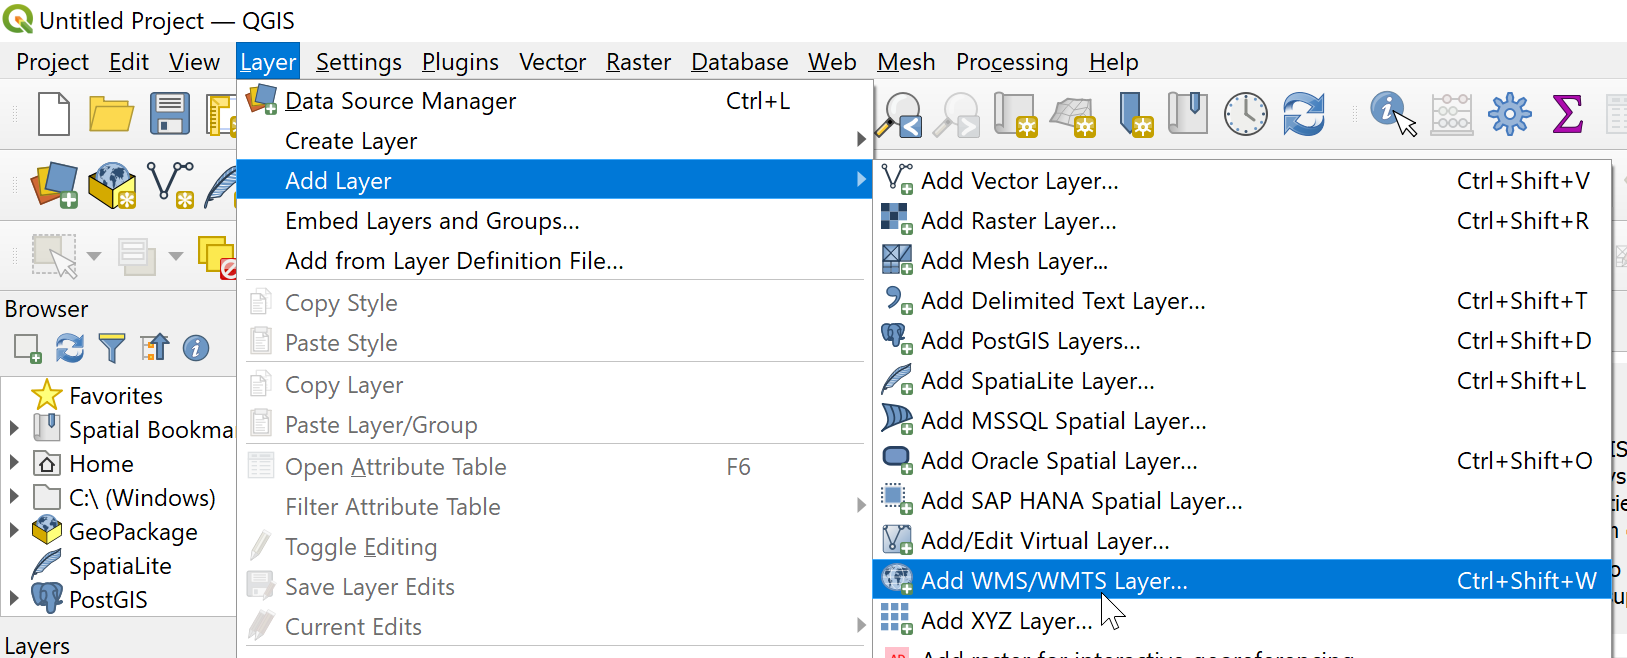 Untitled Project — QGIS
Project Edit View Layer Settings Plugins Vector Raster Database Web Mesh Processing Help
Data Source Manager Ctrl+L
Create Layer
Add Layer
Embed Layers and Groups...
Add from Layer Definition File...
Copy Style
Paste Style
Copy Layer
Paste Layer/Group
Open Attribute Table F6
Filter Attribute Table
Toggle Editing
Save Layer Edits
Current Edits
Add Vector Layer... Ctrl+Shift+V
Add Raster Layer... Ctrl+Shift+R
Add Mesh Layer...
Add Delimited Text Layer... Ctrl+Shift+T
Add PostGIS Layers... Ctrl+Shift+D
Add SpatiaLite Layer... Ctrl+Shift+L
Add MSSQL Spatial Layer...
Add Oracle Spatial Layer... Ctrl+Shift+O
Add SAP HANA Spatial Layer...
Add/Edit Virtual Layer...
Add WMS/WMTS Layer... Ctrl+Shift+W
Add XYZ Layer...
Add raster for interactive georeferencing
Browser
Favorites
Spatial Bookma
Home
C:\ (Windows)
GeoPackage
SpatiaLite
PostGIS
Layers